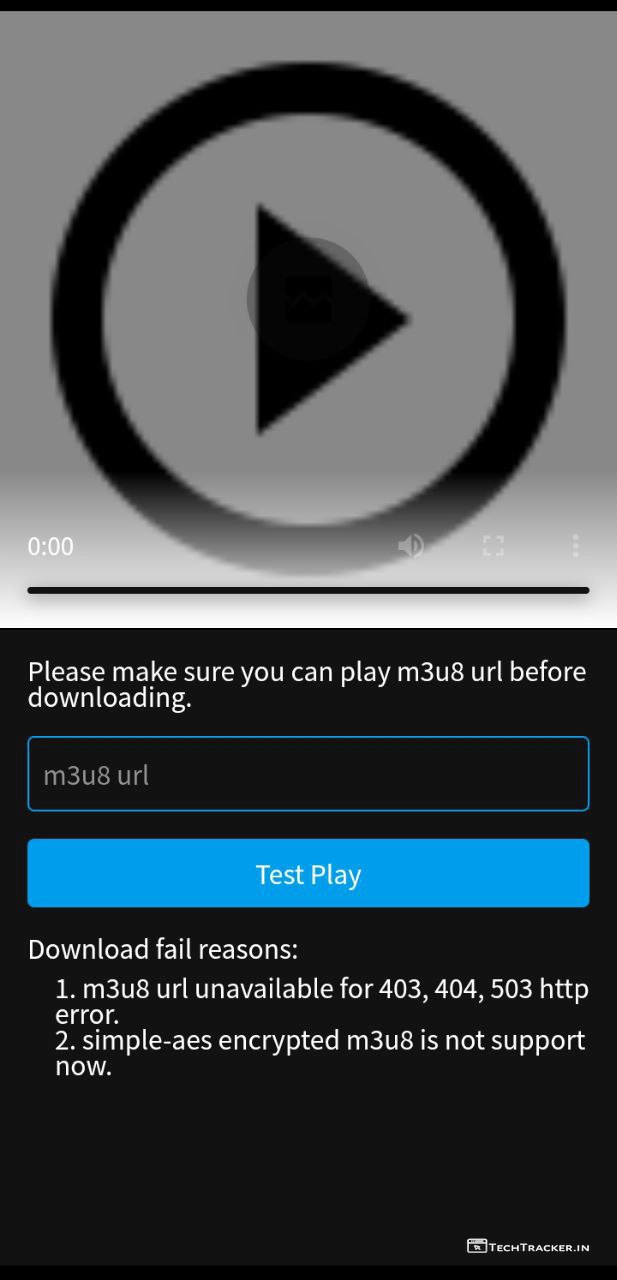 0:00
Please make sure you can play m3u8 url before
downloading.
m3u8 url
Test Play
Download fail reasons:
1. m3u8 url unavailable for 403, 404, 503 http
error.
2. simple-aes encrypted m3u8 is not support
now.
TECHTRACKER.IN